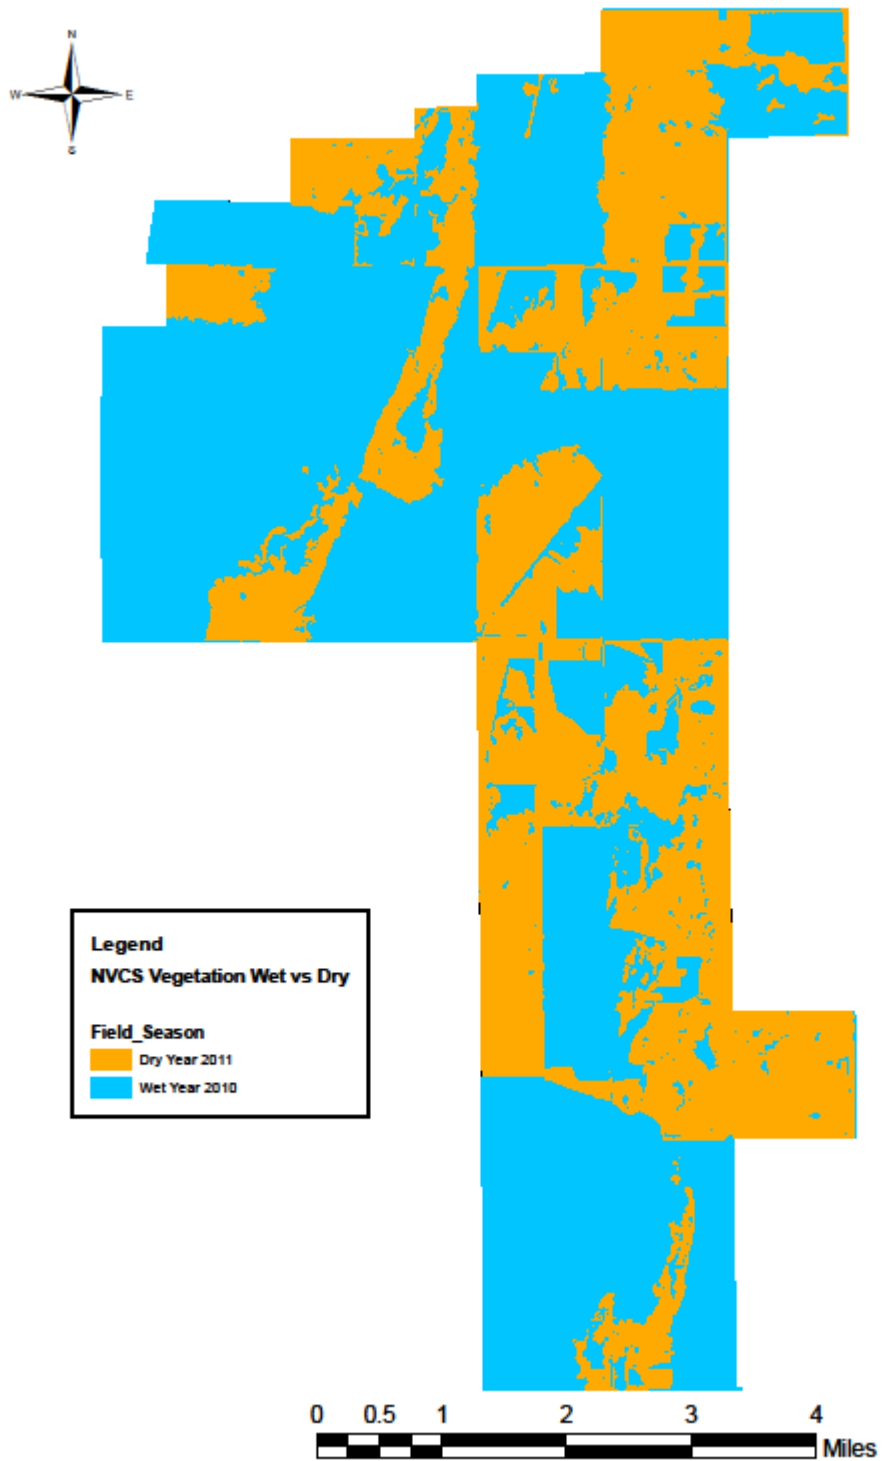 N
W E
S
Legend
NVCS Vegetation Wet vs Dry
Field_Season
Dry Year 2011
Wet Year 2010
0 0.5 1 2 3 4
Miles